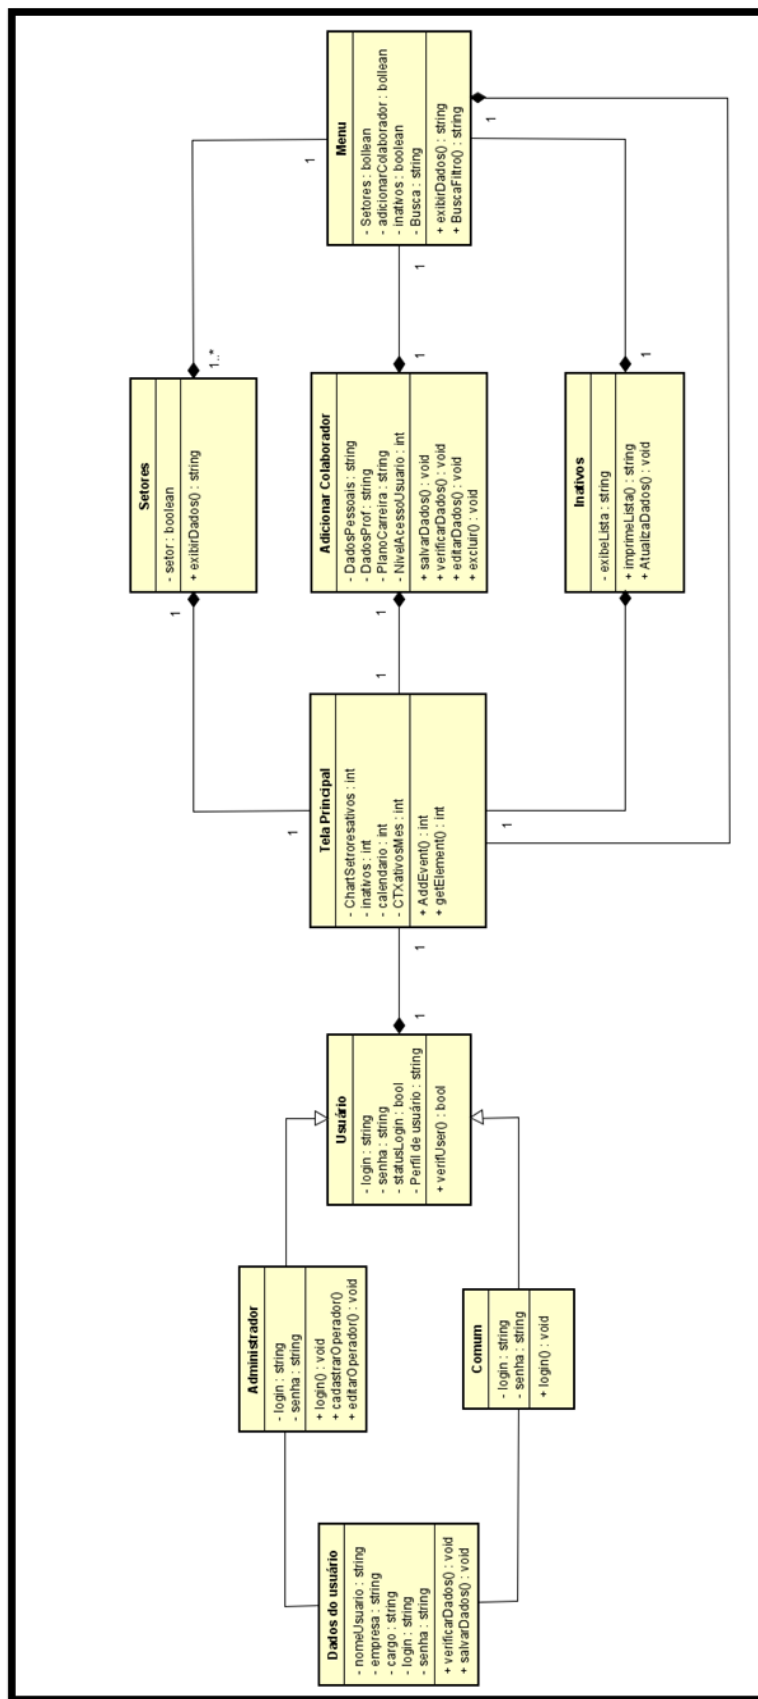 Dados do usuário
- nomeUsuario : string
- empresa : string
- cargo : string
- login : string
- senha : string
+ verificarDados() : void
+ salvarDados() : void
Administrador
- login : string
- senha : string
+ login() : void
+ cadastrarOperador()
+ editarOperador() : void
Comum
- login : string
- senha : string
+ login() : void
Usuário
- login : string
- senha : string
- statusLogin : bool
- Perfil de usuário : string
+ verifUser() : bool
1
1
Tela Principal
- ChartSetroresativos : int
- inativos : int
- calendario : int
- CTXativosMes : int
+ AddEvent() : int
+ getElement() : int
1
1
1
1
1
Setores
- setor : boolean
+ exibirDados() : string
1..*
1
Adicionar Colaborador
- DadosPessoais : string
- DadosProf : string
- PlanoCarreira : string
- NivelAcessoUsuario : int
+ salvarDados() : void
+ verificarDados() : void
+ editarDados() : void
+ excluir() : void
1
1
Inativos
- exibeLista : string
+ imprimeLista() : string
+ AtualizaDados() : void
1
Menu
- Setores : bollean
- adicionarColaborador : bollean
- inativos : boolean
- Busca : string
+ exibirDados() : string
+ BuscaFiltro() : string
1